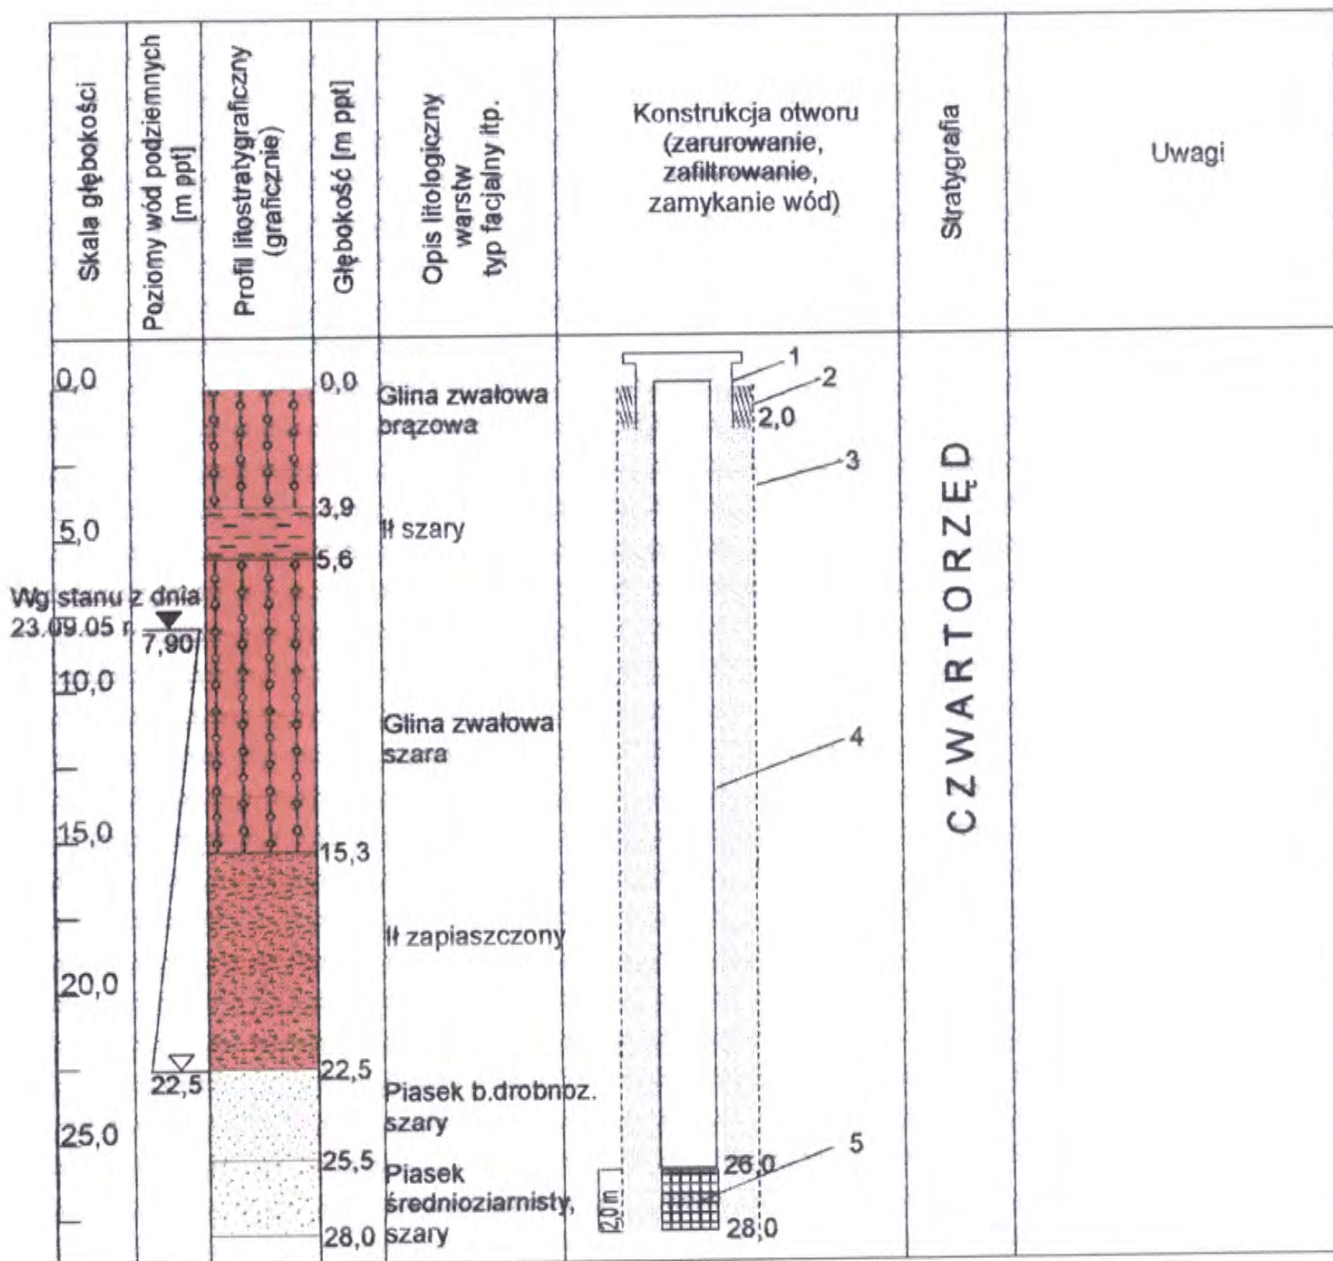 Skala głębokości
Poziomy wód podziemnych
[m ppt]
Profil litostratygraficzny
(graficznie)
Głębokość [m ppt]
Opis litologiczny
warstw
typ facjalny itp.
Konstrukcja otworu
(zarurowanie,
zafiltrowanie,
zamykanie wód)
Stratygrafia
Uwagi
0,0
0,0
Glina zwałowa
brązowa
1
2
2,0
3
3,9
5,0
Ił szary
5,6
Wg stanu z dnia
23.09.05 r.
7,90
10,0
Glina zwałowa
szara
4
15,0
15,3
Ił zapiaszczony
20,0
22,5
22,5
Piasek b.drobnoz.
szary
25,0
25,5
Piasek
średnioziarnisty,
szary
28,0
26,0
5
2,0 m
28,0
CZWARTORZĘD